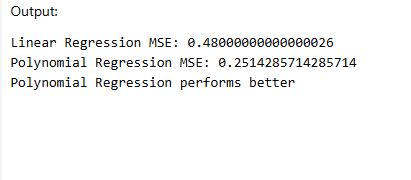 Output:
Linear Regression MSE: 0.48000000000000026
Polynomial Regression MSE: 0.2514285714285714
Polynomial Regression performs better